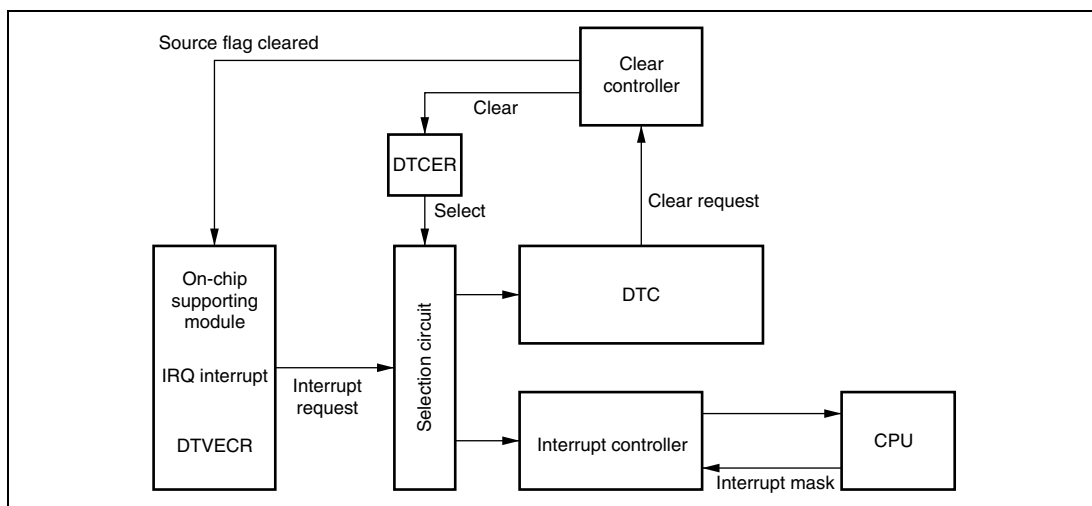 Source flag cleared
Clear
controller
Clear
DTCER
Select
Clear request
On-chip
supporting
module
IRQ interrupt
DTVECR
Interrupt
request
Selection circuit
DTC
Interrupt controller
CPU
Interrupt mask